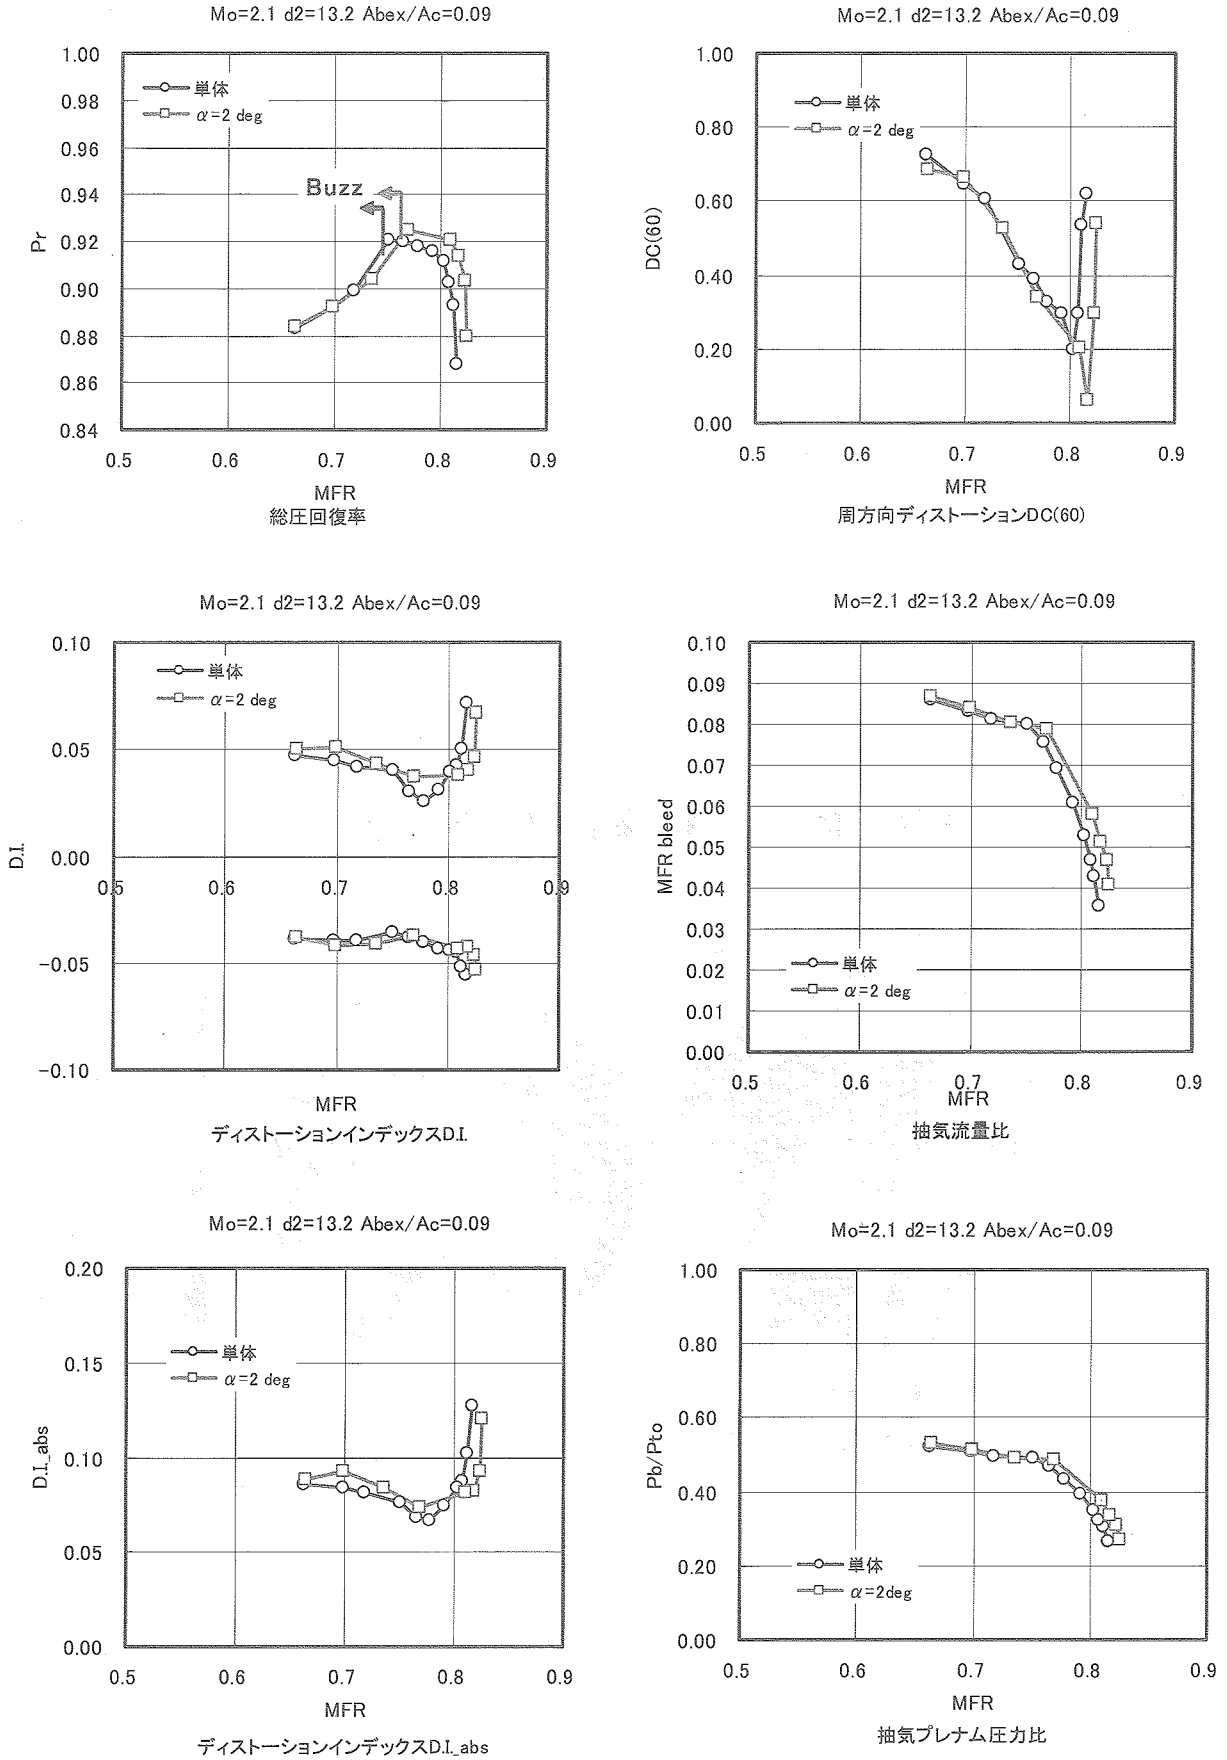 Mo=2.1 d2=13.2 Abex/Ac=0.09
1.00
0.98
0.96
0.94
0.92
0.90
0.88
0.86
0.84
Pr
単体
α=2 deg
Buzz
0.5 0.6 0.7 0.8 0.9
MFR
総圧回復率
Mo=2.1 d2=13.2 Abex/Ac=0.09
1.00
0.80
0.60
0.40
0.20
0.00
DC(60)
単体
α=2 deg
0.5 0.6 0.7 0.8 0.9
MFR
周方向ディストーションDC(60)
Mo=2.1 d2=13.2 Abex/Ac=0.09
0.10
0.05
0.00
-0.05
-0.10
D.I.
単体
α=2 deg
0.5 0.6 0.7 0.8 0.9
MFR
ディストーションインデックスD.I.
Mo=2.1 d2=13.2 Abex/Ac=0.09
0.10
0.09
0.08
0.07
0.06
0.05
0.04
0.03
0.02
0.01
0.00
MFR bleed
単体
α=2 deg
0.5 0.6 0.7 0.8 0.9
MFR
抽気流量比
Mo=2.1 d2=13.2 Abex/Ac=0.09
0.20
0.15
0.10
0.05
0.00
D.I._abs
単体
α=2 deg
0.5 0.6 0.7 0.8 0.9
MFR
ディストーションインデックスD.I._abs
Mo=2.1 d2=13.2 Abex/Ac=0.09
1.00
0.80
0.60
0.40
0.20
0.00
Pb/Pto
単体
α=2deg
0.5 0.6 0.7 0.8 0.9
MFR
抽気プレナム圧力比